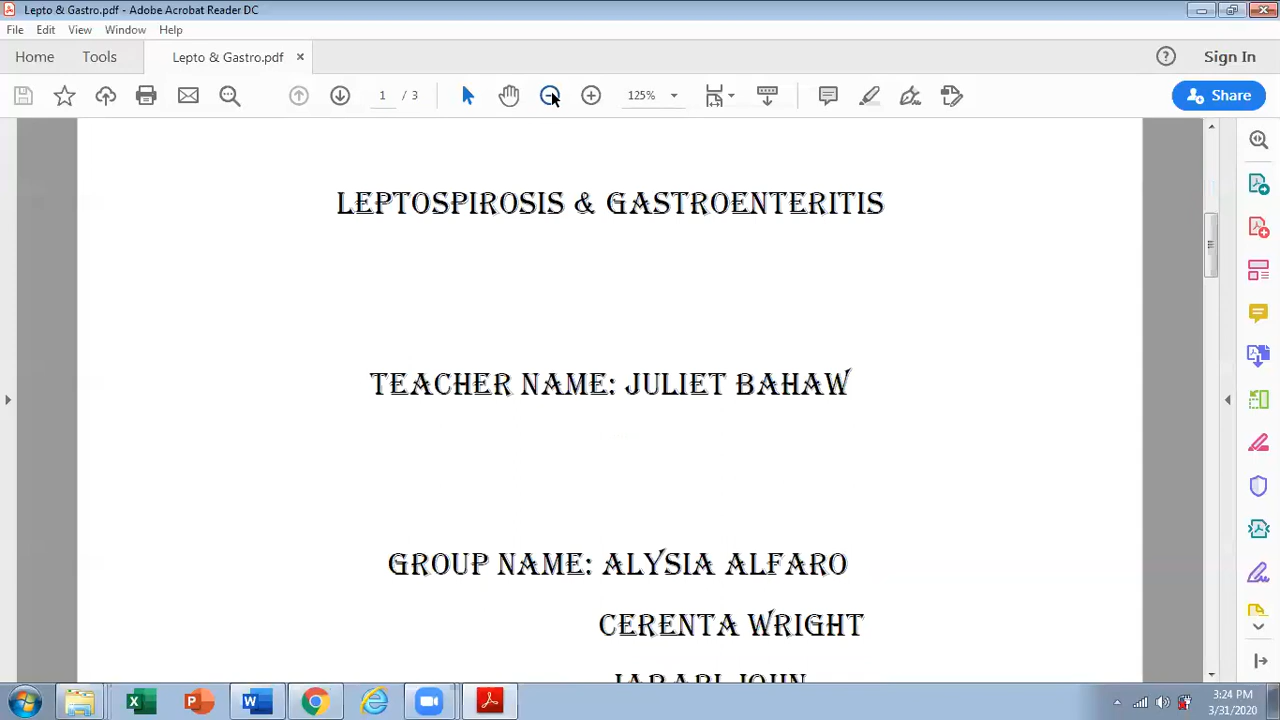 Lepto & Gastro.pdf - Adobe Acrobat Reader DC
File Edit View Window Help
Home Tools Lepto & Gastro.pdf × Sign In
1 / 3 125% Share
LEPTOSPIROSIS & GASTROENTERITIS
TEACHER NAME: JULIET BAHAW
GROUP NAME: ALYSIA ALFARO
CERENTA WRIGHT
JABARI JOHN
3:24 PM
3/31/2020